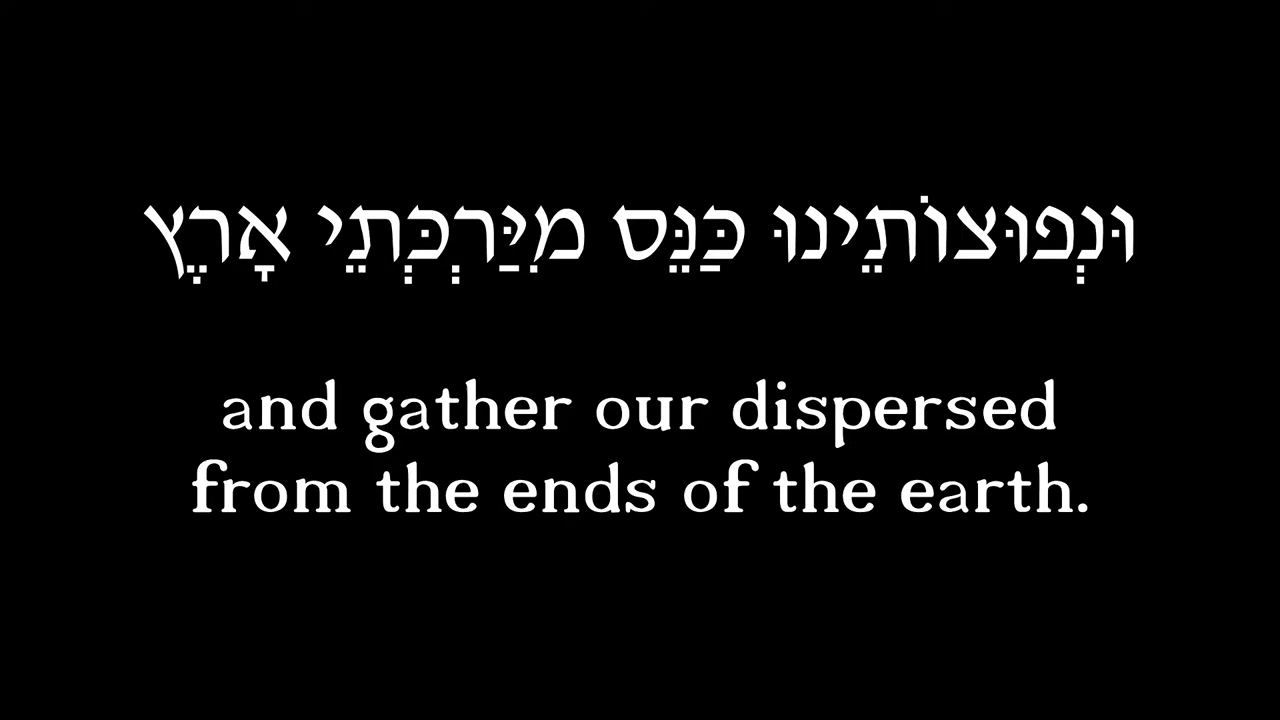 וּנְפוּצוֹתֵינוּ כַּנֵּס מִיַּרְכְּתֵי אָרֶץ
and gather our dispersed
from the ends of the earth.